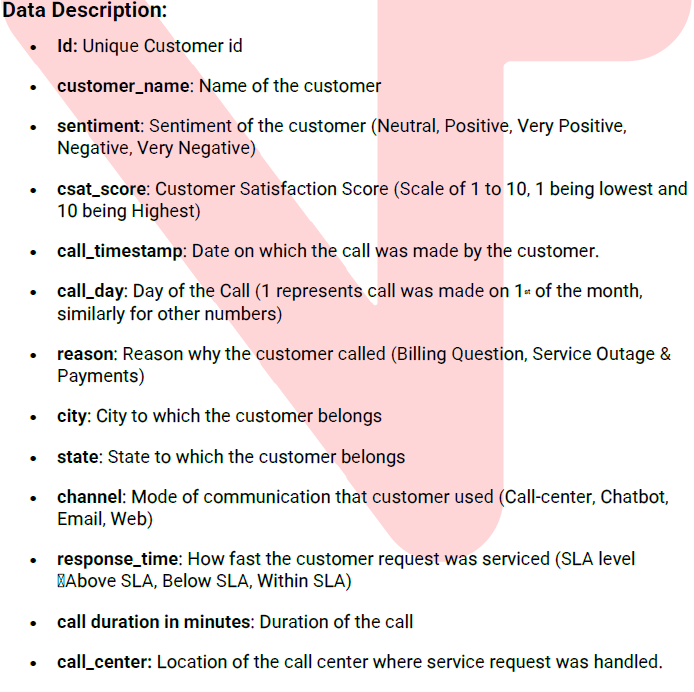 Data Description:
• Id: Unique Customer id
• customer_name: Name of the customer
• sentiment: Sentiment of the customer (Neutral, Positive, Very Positive,
Negative, Very Negative)
• csat_score: Customer Satisfaction Score (Scale of 1 to 10, 1 being lowest and
10 being Highest)
• call_timestamp: Date on which the call was made by the customer.
• call_day: Day of the Call (1 represents call was made on 1st of the month,
similarly for other numbers)
• reason: Reason why the customer called (Billing Question, Service Outage &
Payments)
• city: City to which the customer belongs
• state: State to which the customer belongs
• channel: Mode of communication that customer used (Call-center, Chatbot,
Email, Web)
• response_time: How fast the customer request was serviced (SLA level
Above SLA, Below SLA, Within SLA)
• call duration in minutes: Duration of the call
• call_center: Location of the call center where service request was handled.